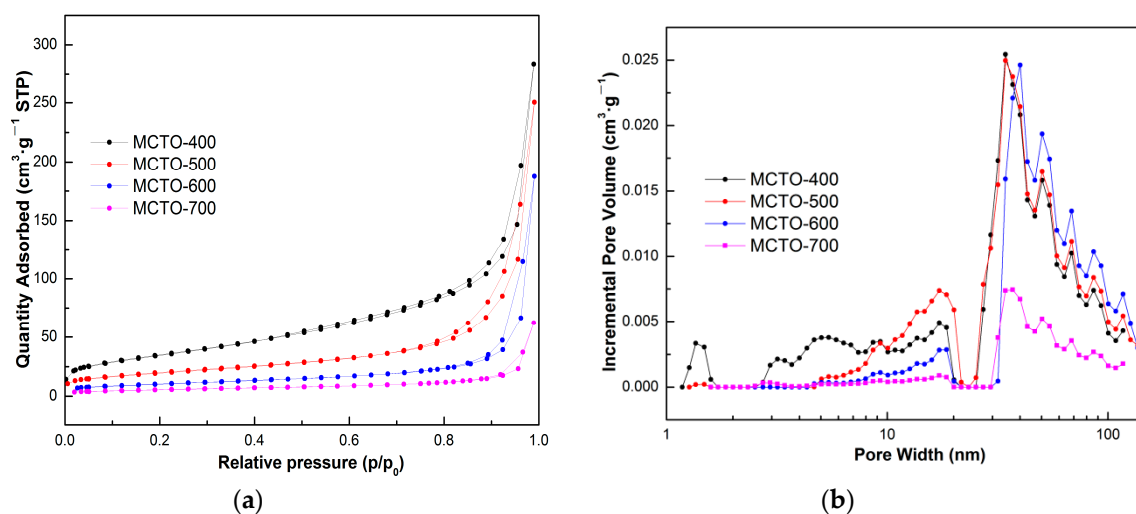 300
250
200
150
100
50
0
Quantity Adsorbed (cm³·g⁻¹ STP)
MCTO-400
MCTO-500
MCTO-600
MCTO-700
0.0 0.2 0.4 0.6 0.8 1.0
Relative pressure (p/p₀)
(a)
0.025
0.020
0.015
0.010
0.005
0.000
Incremental Pore Volume (cm³·g⁻¹)
MCTO-400
MCTO-500
MCTO-600
MCTO-700
1 10 100
Pore Width (nm)
(b)